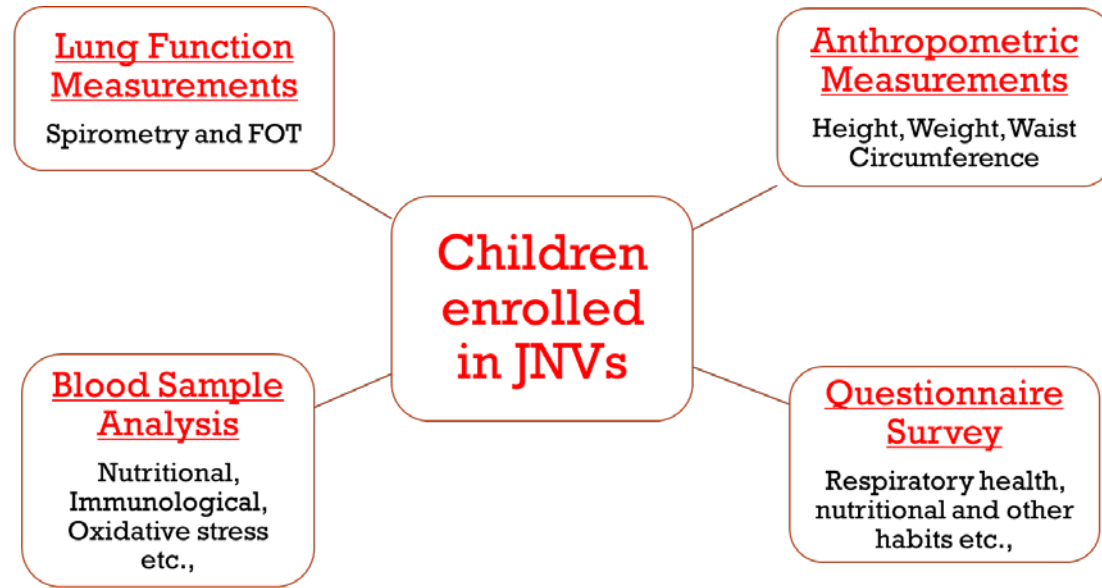 Lung Function
Measurements
Spirometry and FOT
Anthropometric
Measurements
Height, Weight, Waist
Circumference
Children
enrolled
in JNVs
Blood Sample
Analysis
Nutritional,
Immunological,
Oxidative stress
etc.,
Questionnaire
Survey
Respiratory health,
nutritional and other
habits etc.,